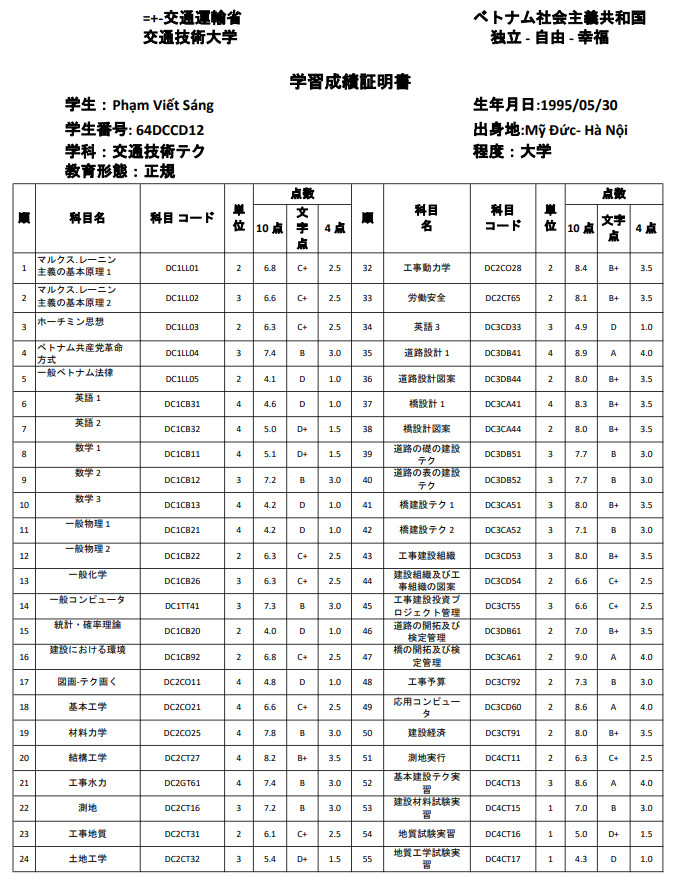 =+-交通運輸省 ベトナム社会主義共和国
交通技術大学 独立 - 自由 - 幸福
学習成績証明書
学生：Phạm Viết Sáng 生年月日:1995/05/30
学生番号: 64DCCD12 出身地:Mỹ Đức- Hà Nội
学科：交通技術テク 程度：大学
教育形態：正規
順 科目名 科目 コード 単位 点数 順 科目名 科目コード 単位 点数
10 点 文字点 4 点 10 点 文字点 4 点
1 マルクス.レーニン主義の基本原理 1 DC1LL01 2 6.8 C+ 2.5 32 工事動力学 DC2CO28 2 8.4 B+ 3.5
2 マルクス.レーニン主義の基本原理 2 DC1LL02 3 6.6 C+ 2.5 33 労働安全 DC2CT65 2 8.1 B+ 3.5
3 ホーチミン思想 DC1LL03 2 6.3 C+ 2.5 34 英語 3 DC3CD33 3 4.9 D 1.0
4 ベトナム共産党革命方式 DC1LL04 3 7.4 B 3.0 35 道路設計 1 DC3DB41 4 8.9 A 4.0
5 一般ベトナム法律 DC1LL05 2 4.1 D 1.0 36 道路設計図案 DC3DB44 2 8.0 B+ 3.5
6 英語 1 DC1CB31 4 4.6 D 1.0 37 橋設計 1 DC3CA41 4 8.3 B+ 3.5
7 英語 2 DC1CB32 4 5.0 D+ 1.5 38 橋設計図案 DC3CA44 2 8.0 B+ 3.5
8 数学 1 DC1CB11 4 5.1 D+ 1.5 39 道路の礎の建設テク DC3DB51 3 7.7 B 3.0
9 数学 2 DC1CB12 3 7.2 B 3.0 40 道路の表の建設テク DC3DB52 3 7.7 B 3.0
10 数学 3 DC1CB13 4 4.2 D 1.0 41 橋建設テク 1 DC3CA51 3 8.0 B+ 3.5
11 一般物理 1 DC1CB21 4 4.2 D 1.0 42 橋建設テク 2 DC3CA52 3 7.1 B 3.0
12 一般物理 2 DC1CB22 2 6.3 C+ 2.5 43 工事建設組織 DC3CD53 3 8.0 B+ 3.5
13 一般化学 DC1CB26 3 6.3 C+ 2.5 44 建設組織及び工事組織の図案 DC3CD54 2 6.6 C+ 2.5
14 一般コンピュータ DC1TT41 3 7.3 B 3.0 45 工事建設投資プロジェクト管理 DC3CT55 3 6.6 C+ 2.5
15 統計・確率理論 DC1CB20 2 4.0 D 1.0 46 道路の開拓及び検定管理 DC3DB61 2 7.0 B+ 3.5
16 建設における環境 DC1CB92 2 6.8 C+ 2.5 47 橋の開拓及び検定管理 DC3CA61 2 9.0 A 4.0
17 図画-テク画く DC2CO11 4 4.8 D 1.0 48 工事予算 DC3CT92 2 7.3 B 3.0
18 基本工学 DC2CO21 4 6.6 C+ 2.5 49 応用コンピュータ DC3CD60 2 8.6 A 4.0
19 材料力学 DC2CO25 4 7.8 B 3.0 50 建設経済 DC3CT91 2 8.0 B+ 3.5
20 結構工学 DC2CT27 4 8.2 B+ 3.5 51 測地実行 DC4CT11 2 6.3 C+ 2.5
21 工事水力 DC2GT61 4 7.4 B 3.0 52 基本建設テク実習 DC4CT13 3 8.6 A 4.0
22 測地 DC2CT16 3 7.2 B 3.0 53 建設材料試験実習 DC4CT15 1 7.0 B 3.0
23 工事地質 DC2CT31 2 6.1 C+ 2.5 54 地質試験実習 DC4CT16 1 5.0 D+ 1.5
24 土地工学 DC2CT32 3 5.4 D+ 1.5 55 地質工学試験実習 DC4CT17 1 4.3 D 1.0